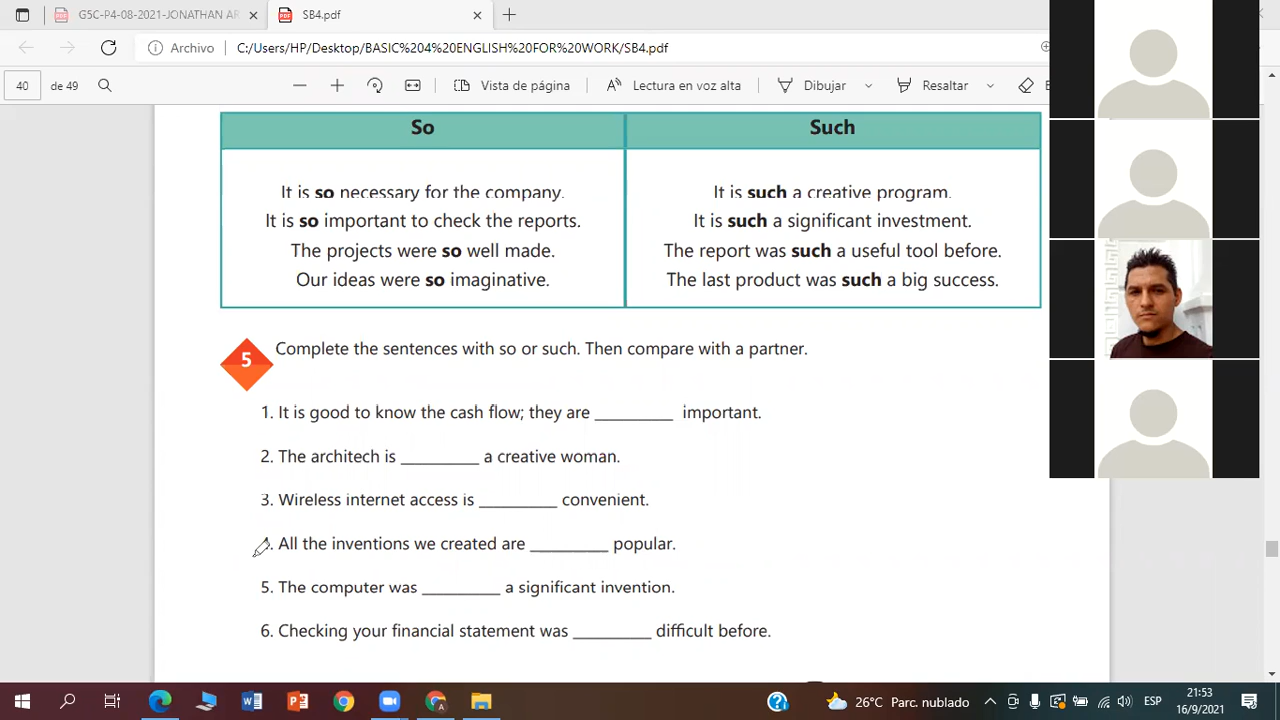 G5C-P4-08-2021-JONATHAN AR
SB4.pdf
Archivo
C:/Users/HP/Desktop/BASIC%204%20ENGLISH%20FOR%20WORK/SB4.pdf
40
de 49
Vista de página
Lectura en voz alta
Dibujar
Resaltar
So
Such
It is so necessary for the company.
It is so important to check the reports.
The projects were so well made.
Our ideas were so imaginative.
It is such a creative program.
It is such a significant investment.
The report was such a useful tool before.
The last product was such a big success.
5
Complete the sentences with so or such. Then compare with a partner.
1. It is good to know the cash flow; they are _________ important.
2. The architech is _________ a creative woman.
3. Wireless internet access is _________ convenient.
. All the inventions we created are _________ popular.
5. The computer was _________ a significant invention.
6. Checking your financial statement was _________ difficult before.
26°C Parc. nublado
ESP
21:53
16/9/2021